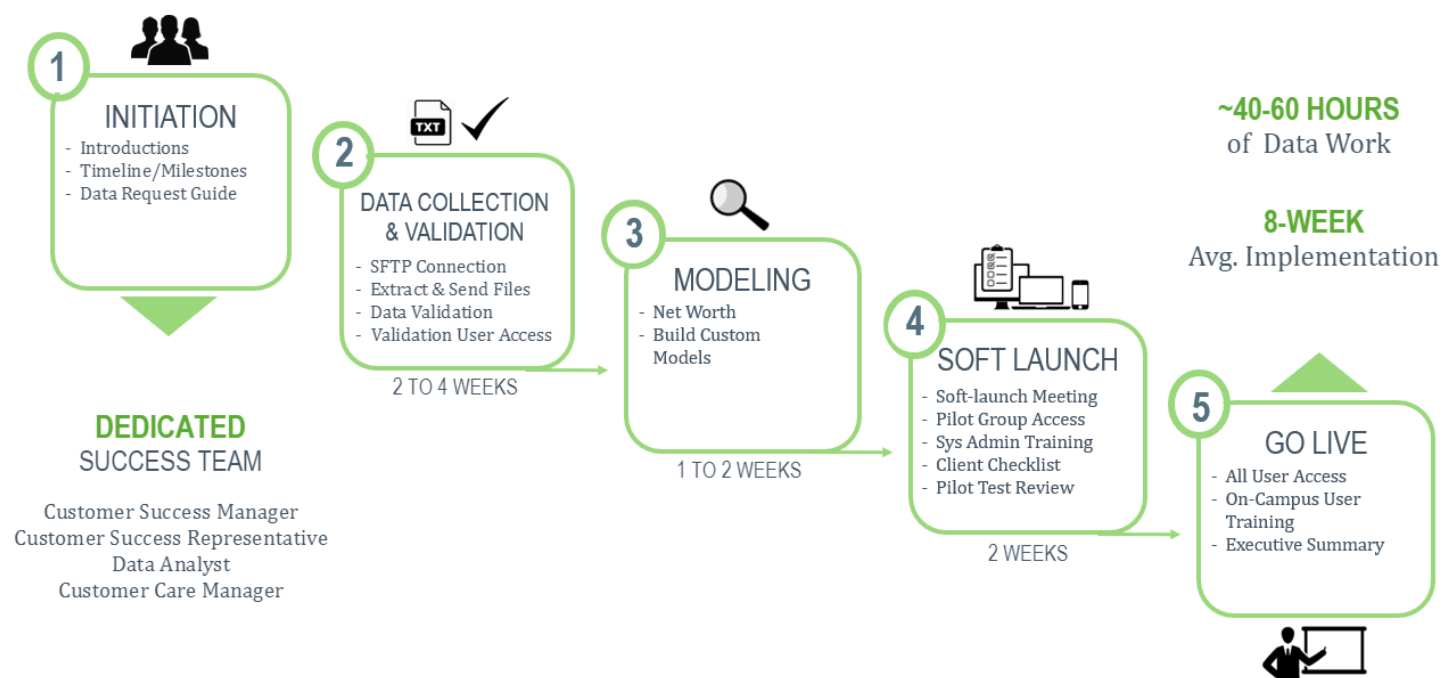 1
INITIATION
- Introductions
- Timeline/Milestones
- Data Request Guide
DEDICATED
SUCCESS TEAM
Customer Success Manager
Customer Success Representative
Data Analyst
Customer Care Manager
TXT
2
DATA COLLECTION
& VALIDATION
- SFTP Connection
- Extract & Send Files
- Data Validation
- Validation User Access
2 TO 4 WEEKS
3
MODELING
- Net Worth
- Build Custom
Models
1 TO 2 WEEKS
4
SOFT LAUNCH
- Soft-launch Meeting
- Pilot Group Access
- Sys Admin Training
- Client Checklist
- Pilot Test Review
2 WEEKS
~40-60 HOURS
of Data Work
8-WEEK
Avg. Implementation
5
GO LIVE
- All User Access
- On-Campus User
Training
- Executive Summary